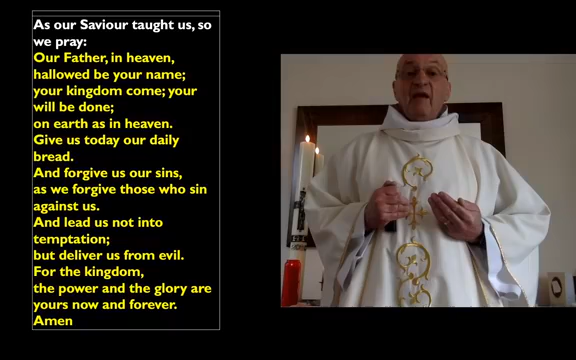 As our Saviour taught us, so
we pray:
Our Father, in heaven,
hallowed be your name;
your kingdom come; your
will be done;
on earth as in heaven.
Give us today our daily
bread.
And forgive us our sins,
as we forgive those who sin
against us.
And lead us not into
temptation;
but deliver us from evil.
For the kingdom,
the power and the glory are
yours now and forever.
Amen